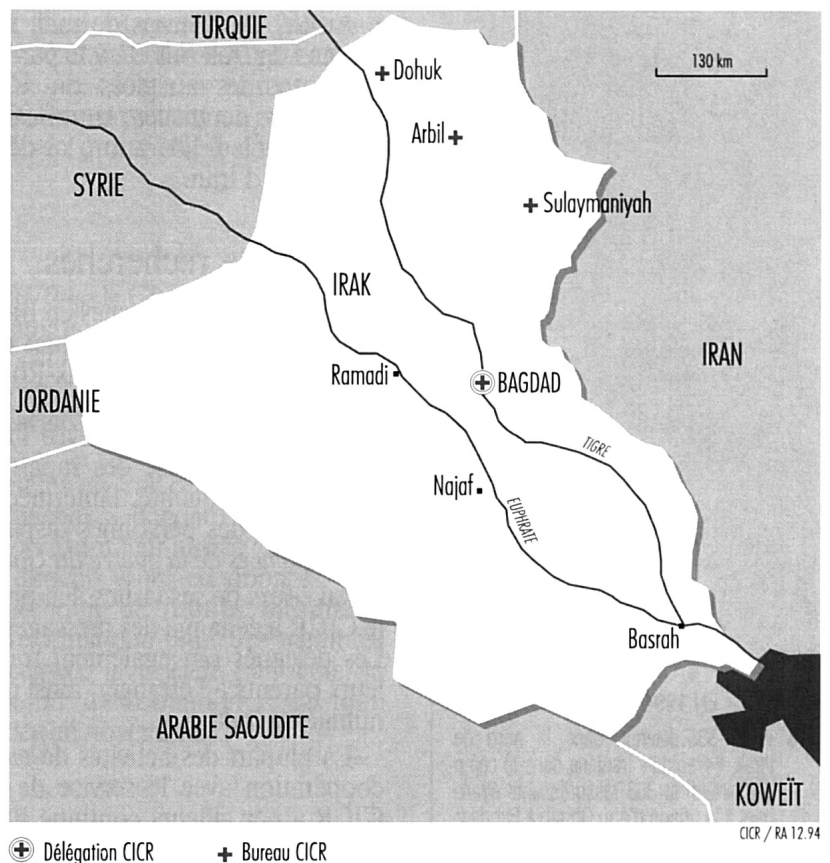 TURQUIE
Dohuk
130 km
Arbil
SYRIE
Sulaymaniyah
recherches
IRAK
IRAN
Ramadi
BAGDAD
JORDANIE
TIGRE
Najaf
EUPHRATE
Basrah
ARABIE SAOUDITE
KOWEÏT
CICR / RA 12.94
Délégation CICR
Bureau CICR